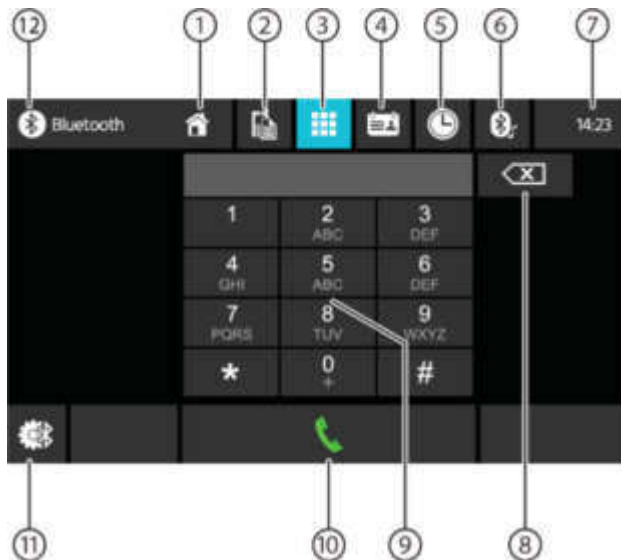 12 1 2 3 4 5 6 7
Bluetooth 14:23
1 2 3
ABC DEF
4 5 6
GHI ABC DEF
7 8 9
PQRS TUV WXYZ
* 0 #
+
11 10 9 8